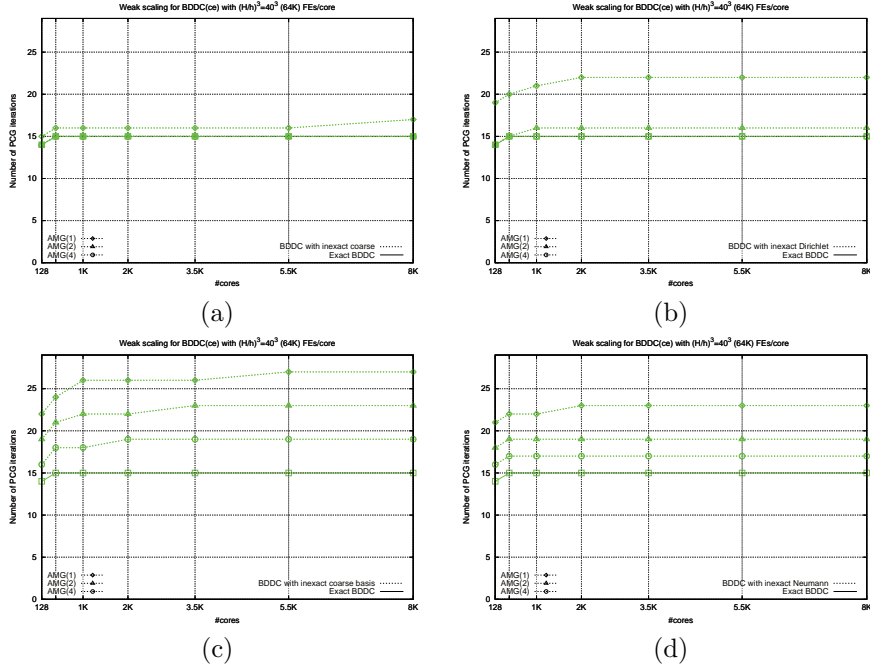 Weak scaling for BDDC(ce) with (H/h)³=40³ (64K) FEs/core
25
20
15
10
5
0
Number of PCG iterations
AMG(1)
AMG(2)
AMG(4)
BDDC with inexact coarse
Exact BDDC
128 1K 2K 3.5K 5.5K 8K
#cores
(a)
Weak scaling for BDDC(ce) with (H/h)³=40³ (64K) FEs/core
25
20
15
10
5
0
Number of PCG iterations
AMG(1)
AMG(2)
AMG(4)
BDDC with inexact Dirichlet
Exact BDDC
128 1K 2K 3.5K 5.5K 8K
#cores
(b)
Weak scaling for BDDC(ce) with (H/h)³=40³ (64K) FEs/core
25
20
15
10
5
0
Number of PCG iterations
AMG(1)
AMG(2)
AMG(4)
BDDC with inexact coarse basis
Exact BDDC
128 1K 2K 3.5K 5.5K 8K
#cores
(c)
Weak scaling for BDDC(ce) with (H/h)³=40³ (64K) FEs/core
25
20
15
10
5
0
Number of PCG iterations
AMG(1)
AMG(2)
AMG(4)
BDDC with inexact Neumann
Exact BDDC
128 1K 2K 3.5K 5.5K 8K
#cores
(d)